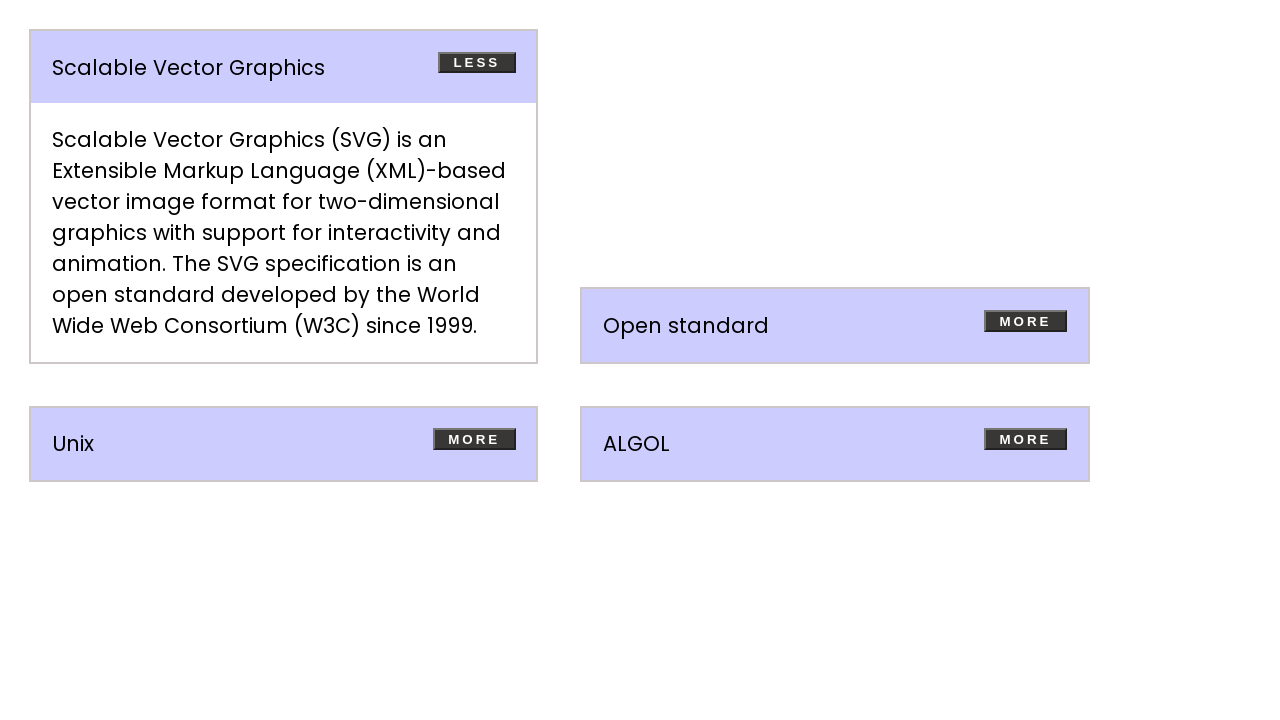 Scalable Vector Graphics
LESS
Scalable Vector Graphics (SVG) is an
Extensible Markup Language (XML)-based
vector image format for two-dimensional
graphics with support for interactivity and
animation. The SVG specification is an
open standard developed by the World
Wide Web Consortium (W3C) since 1999.
Open standard
MORE
Unix
MORE
ALGOL
MORE